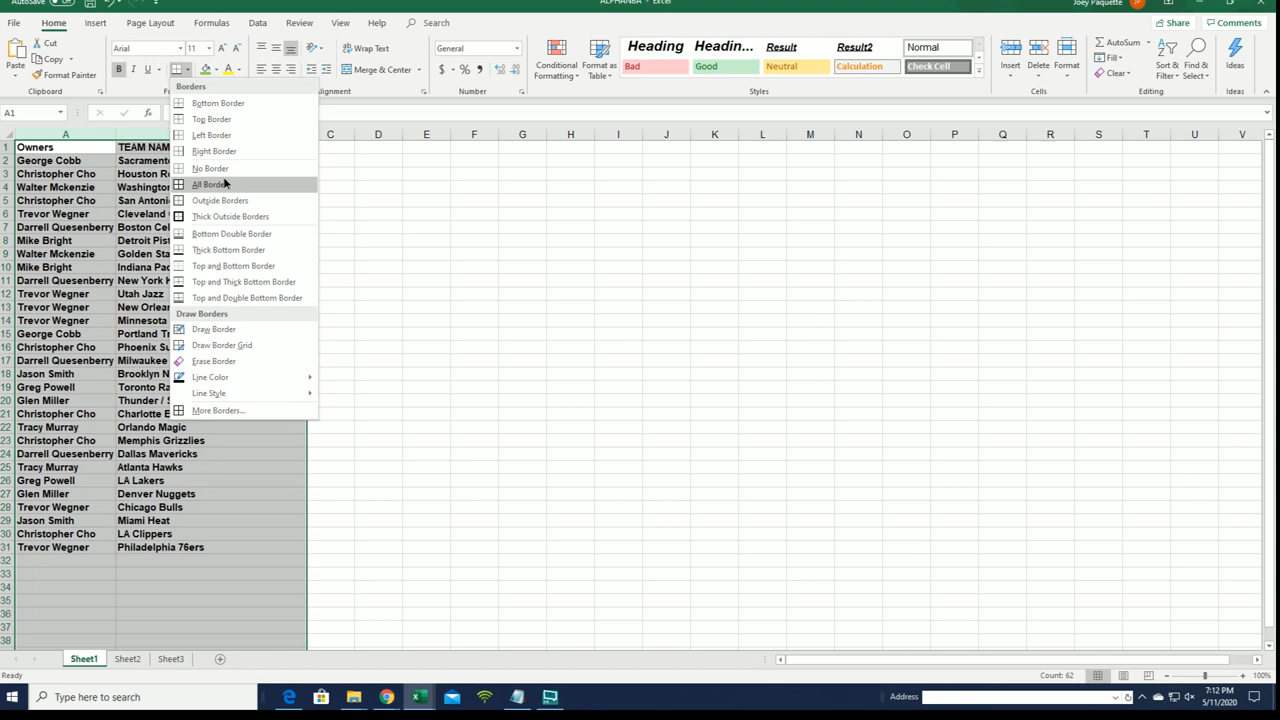 AutoSave Off
ALPHANBA - Excel
Joey Paquette JP
File Home Insert Page Layout Formulas Data Review View Help Search Share Comments
Paste Cut Copy Format Painter Clipboard
Arial 11 B I U
Wrap Text Merge & Center Alignment
General $ % Number
Conditional Formatting Format as Table
Heading Headin... Result Result2 Normal
Bad Good Neutral Calculation Check Cell
Styles
Insert Delete Format Cells
AutoSum Fill Clear Sort & Filter Find & Select Editing
Ideas Ideas
A1 fx
Borders
Bottom Border
Top Border
Left Border
Right Border
No Border
All Borders
Outside Borders
Thick Outside Borders
Bottom Double Border
Thick Bottom Border
Top and Bottom Border
Top and Thick Bottom Border
Top and Double Bottom Border
Draw Borders
Draw Border
Draw Border Grid
Erase Border
Line Color
Line Style
More Borders...
A C D E F G H I J K L M N O P Q R S T U V
1 Owners TEAM NAM
2 George Cobb Sacrament
3 Christopher Cho Houston Ro
4 Walter Mckenzie Washington
5 Christopher Cho San Anton
6 Trevor Wegner Cleveland
7 Darrell Quesenberry Boston Cel
8 Mike Bright Detroit Pist
9 Walter Mckenzie Golden Sta
10 Mike Bright Indiana Pac
11 Darrell Quesenberry New York K
12 Trevor Wegner Utah Jazz
13 Trevor Wegner New Orlean
14 Trevor Wegner Minnesota
15 George Cobb Portland Tr
16 Christopher Cho Phoenix Su
17 Darrell Quesenberry Milwaukee
18 Jason Smith Brooklyn N
19 Greg Powell Toronto Ra
20 Glen Miller Thunder / S
21 Christopher Cho Charlotte B
22 Tracy Murray Orlando Magic
23 Christopher Cho Memphis Grizzlies
24 Darrell Quesenberry Dallas Mavericks
25 Tracy Murray Atlanta Hawks
26 Greg Powell LA Lakers
27 Glen Miller Denver Nuggets
28 Trevor Wegner Chicago Bulls
29 Jason Smith Miami Heat
30 Christopher Cho LA Clippers
31 Trevor Wegner Philadelphia 76ers
32
33
34
35
36
37
38
Sheet1 Sheet2 Sheet3
Ready Count: 62 100%
Type here to search Address 7:12 PM
5/11/2020